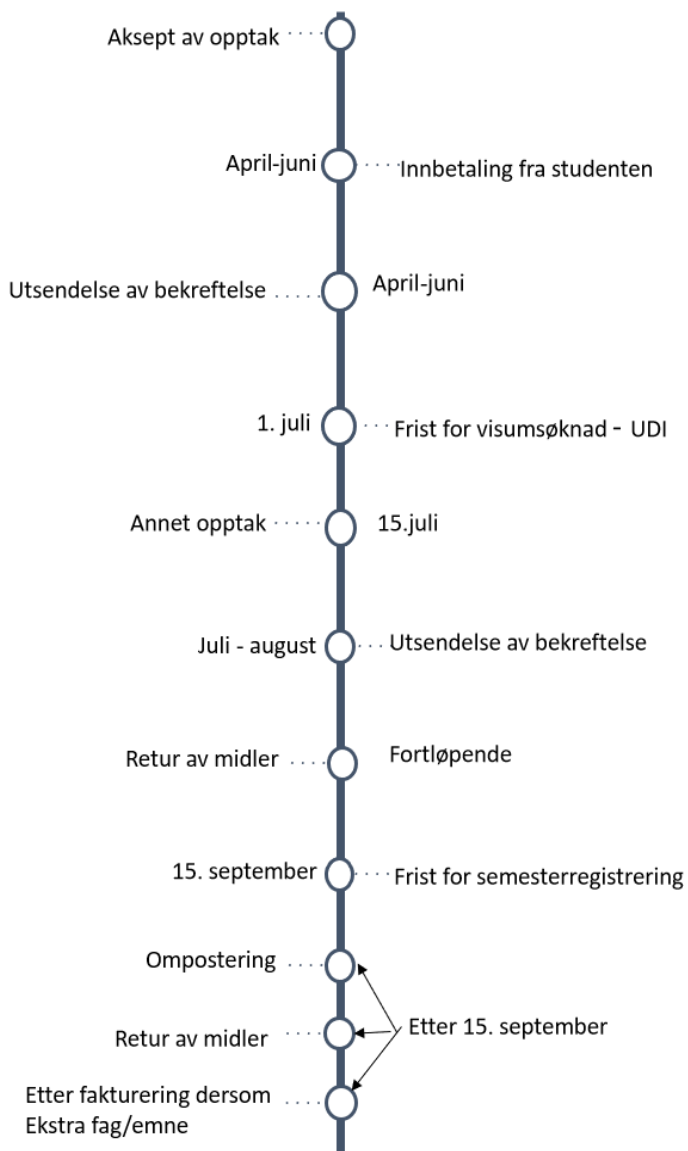 Aksept av opptak
April-juni
Innbetaling fra studenten
Utsendelse av bekreftelse
April-juni
1. juli
Frist for visumsøknad - UDI
Annet opptak
15.juli
Juli - august
Utsendelse av bekreftelse
Retur av midler
Fortløpende
15. september
Frist for semesterregistrering
Ompostering
Etter 15. september
Retur av midler
Etter fakturering dersom
Ekstra fag/emne